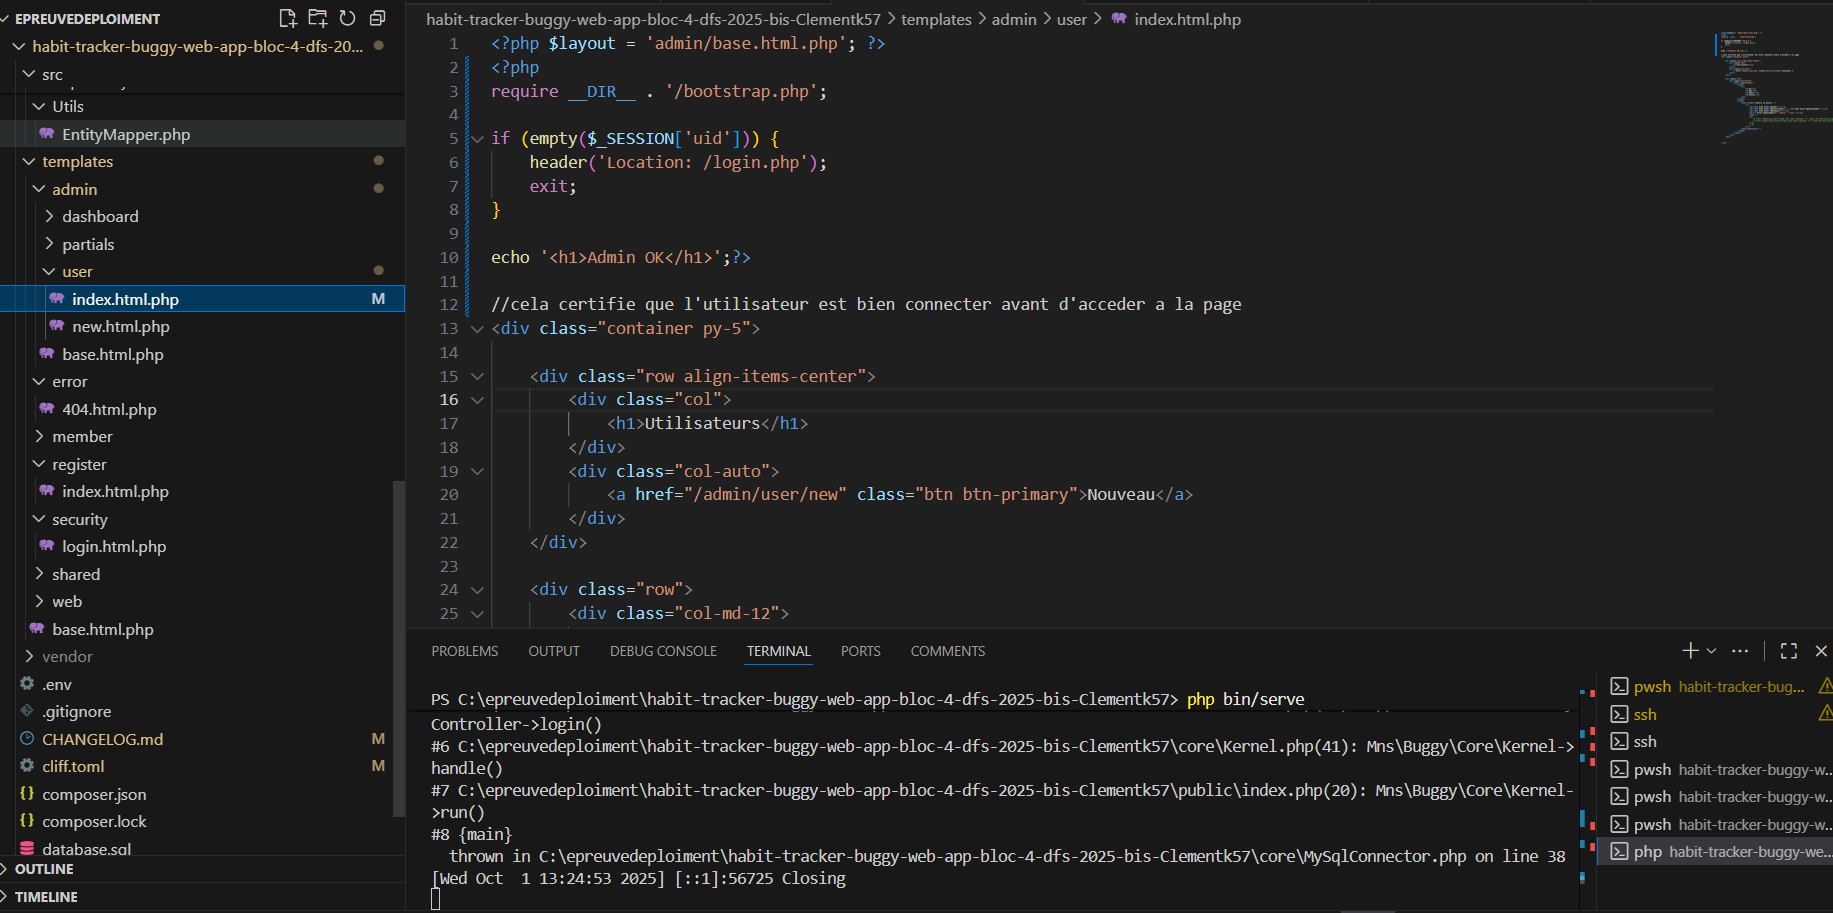 EPREUVEDEPLOIMENT
habit-tracker-buggy-web-app-bloc-4-dfs-20...
src
Utils
EntityMapper.php
templates
admin
dashboard
partials
user
index.html.php M
new.html.php
base.html.php
error
404.html.php
member
register
index.html.php
security
login.html.php
shared
web
base.html.php
vendor
.env
.gitignore
CHANGELOG.md M
cliff.toml M
composer.json
composer.lock
database.sql
OUTLINE
TIMELINE
habit-tracker-buggy-web-app-bloc-4-dfs-2025-bis-Clementk57 > templates > admin > user > index.html.php
1 <?php $layout = 'admin/base.html.php'; ?>
2 <?php
3 require __DIR__ . '/bootstrap.php';
4
5 if (empty($_SESSION['uid'])) {
6 header('Location: /login.php');
7 exit;
8 }
9
10 echo '<h1>Admin OK</h1>';?>
11
12 //cela certifie que l'utilisateur est bien connecter avant d'acceder a la page
13 <div class="container py-5">
14
15 <div class="row align-items-center">
16 <div class="col">
17 <h1>Utilisateurs</h1>
18 </div>
19 <div class="col-auto">
20 <a href="/admin/user/new" class="btn btn-primary">Nouveau</a>
21 </div>
22 </div>
23
24 <div class="row">
25 <div class="col-md-12">
PROBLEMS OUTPUT DEBUG CONSOLE TERMINAL PORTS COMMENTS
PS C:\epreuvedeploiment\habit-tracker-buggy-web-app-bloc-4-dfs-2025-bis-Clementk57> php bin/serve
Controller->login()
#6 C:\epreuvedeploiment\habit-tracker-buggy-web-app-bloc-4-dfs-2025-bis-Clementk57\core\Kernel.php(41): Mns\Buggy\Core\Kernel->
handle()
#7 C:\epreuvedeploiment\habit-tracker-buggy-web-app-bloc-4-dfs-2025-bis-Clementk57\public\index.php(20): Mns\Buggy\Core\Kernel-
>run()
#8 {main}
thrown in C:\epreuvedeploiment\habit-tracker-buggy-web-app-bloc-4-dfs-2025-bis-Clementk57\core\MySqlConnector.php on line 38
[Wed Oct  1 13:24:53 2025] [::1]:56725 Closing
pwsh habit-tracker-bug...
ssh
ssh
pwsh habit-tracker-buggy-w...
pwsh habit-tracker-buggy-w...
pwsh habit-tracker-buggy-w...
php habit-tracker-buggy-we...